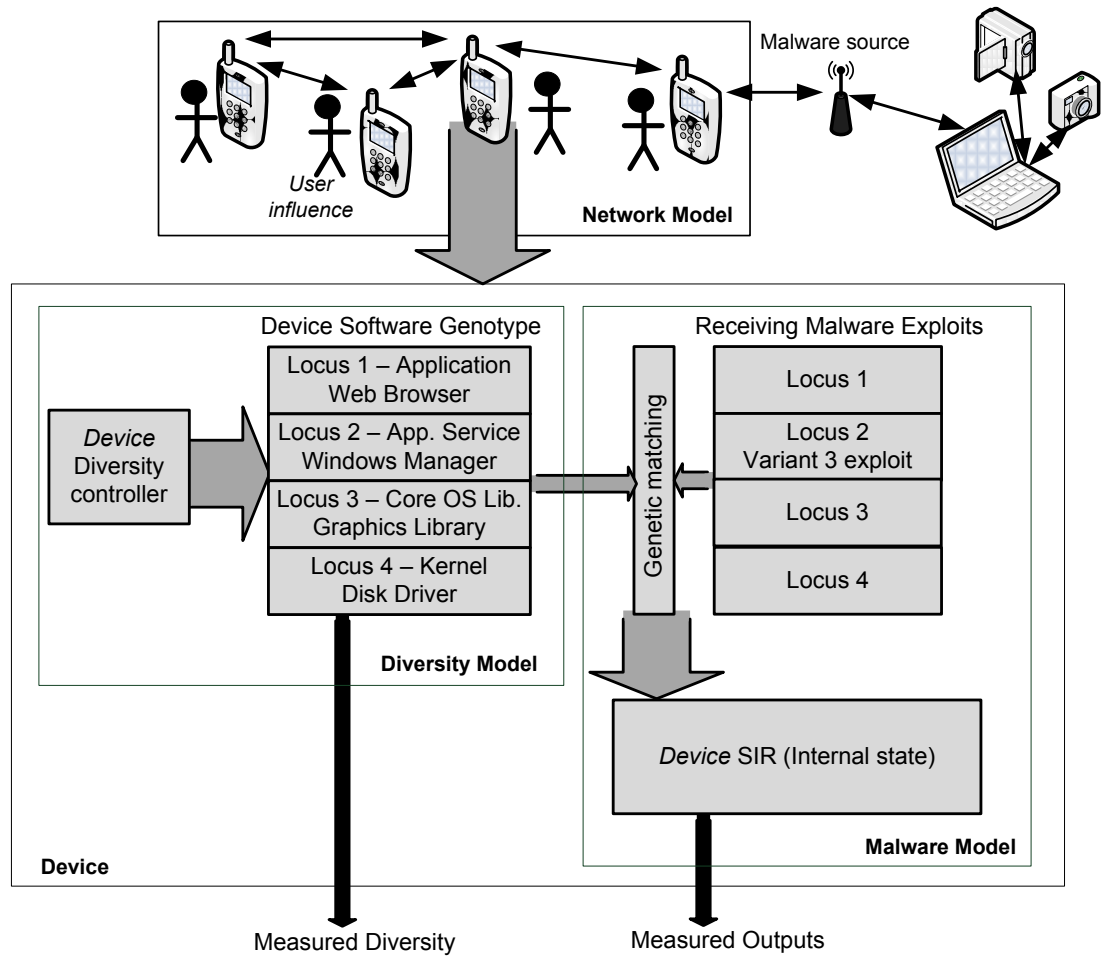 Malware source
User
influence
Network Model
Device Software Genotype
Locus 1 – Application
Web Browser
Locus 2 – App. Service
Windows Manager
Locus 3 – Core OS Lib.
Graphics Library
Locus 4 – Kernel
Disk Driver
Device
Diversity
controller
Diversity Model
Receiving Malware Exploits
Genetic matching
Locus 1
Locus 2
Variant 3 exploit
Locus 3
Locus 4
Device SIR (Internal state)
Malware Model
Device
Measured Diversity
Measured Outputs